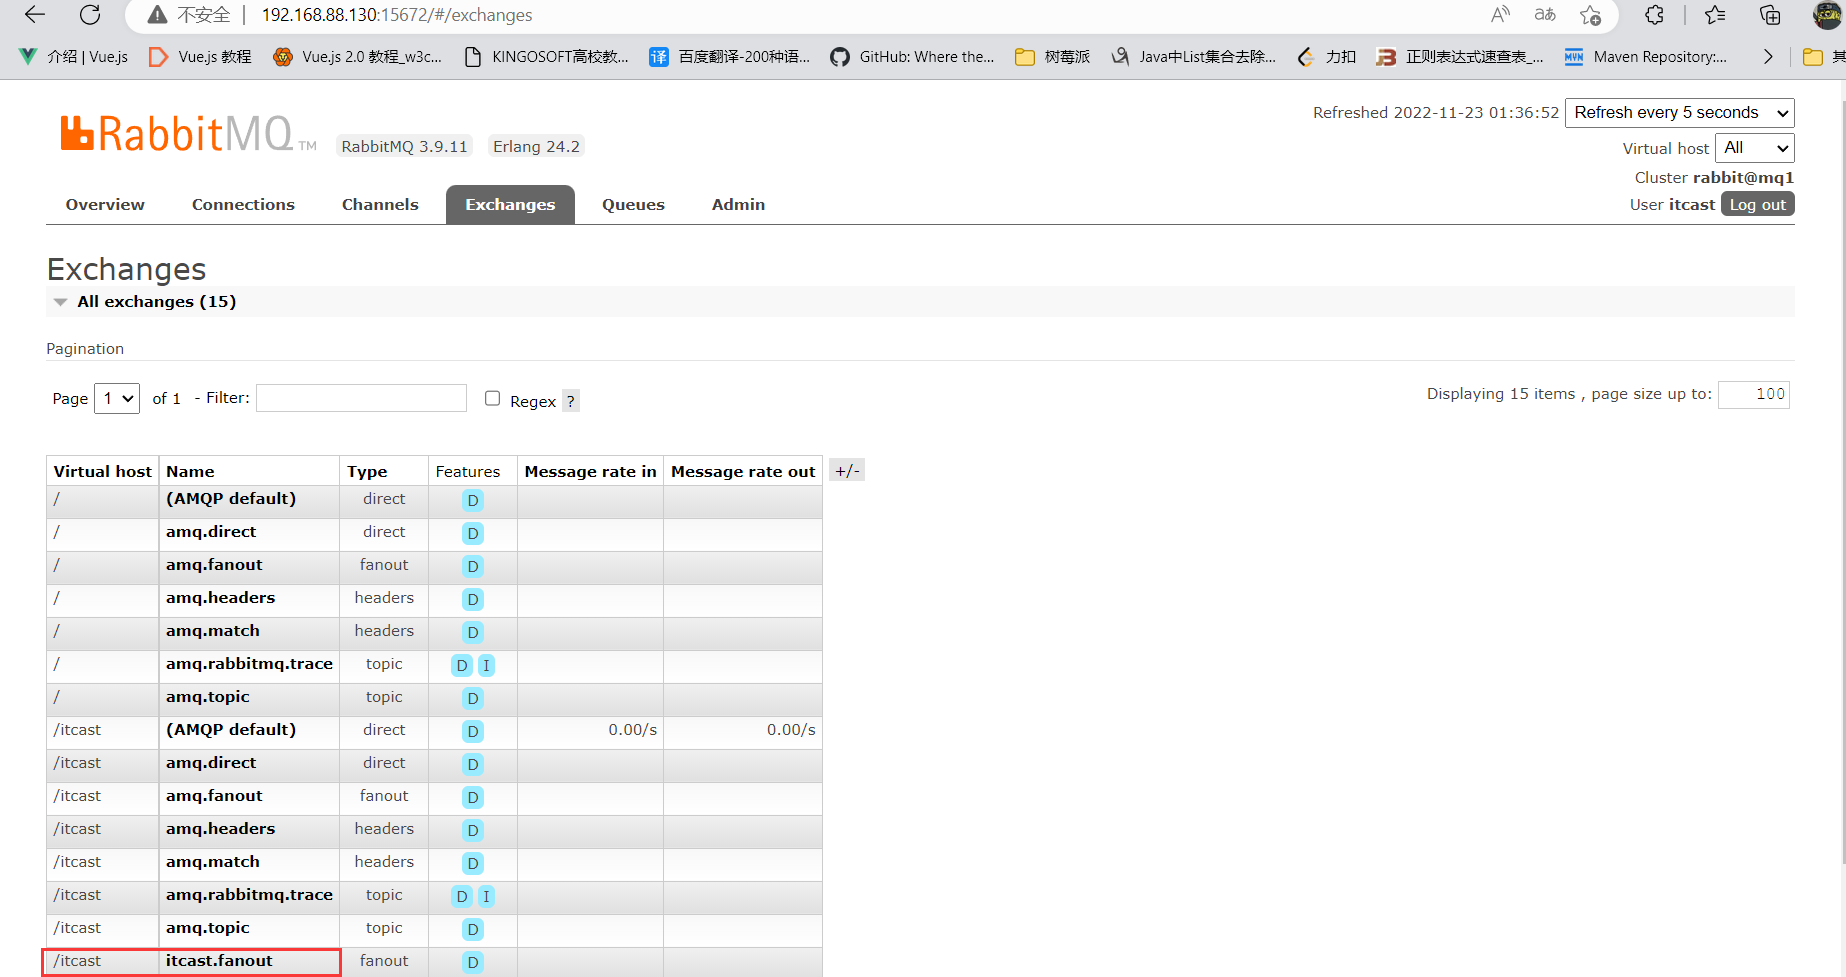 不安全 | 192.168.88.130:15672/#/exchanges
介绍 | Vue.js Vue.js 教程 Vue.js 2.0 教程_w3c... KINGOSOFT高校教... 译 百度翻译-200种语... GitHub: Where the... 树莓派 Java中List集合去除... 力扣 正则表达式速查表_... MVN Maven Repository:... 其
Refreshed 2022-11-23 01:36:52 Refresh every 5 seconds
RabbitMQ TM RabbitMQ 3.9.11 Erlang 24.2
Virtual host All
Cluster rabbit@mq1
User itcast Log out
Overview Connections Channels Exchanges Queues Admin
Exchanges
All exchanges (15)
Pagination
Page 1 of 1 - Filter: Regex ? Displaying 15 items , page size up to: 100
Virtual host Name Type Features Message rate in Message rate out +/-
/ (AMQP default) direct D
/ amq.direct direct D
/ amq.fanout fanout D
/ amq.headers headers D
/ amq.match headers D
/ amq.rabbitmq.trace topic D I
/ amq.topic topic D
/itcast (AMQP default) direct D 0.00/s 0.00/s
/itcast amq.direct direct D
/itcast amq.fanout fanout D
/itcast amq.headers headers D
/itcast amq.match headers D
/itcast amq.rabbitmq.trace topic D I
/itcast amq.topic topic D
/itcast itcast.fanout fanout D